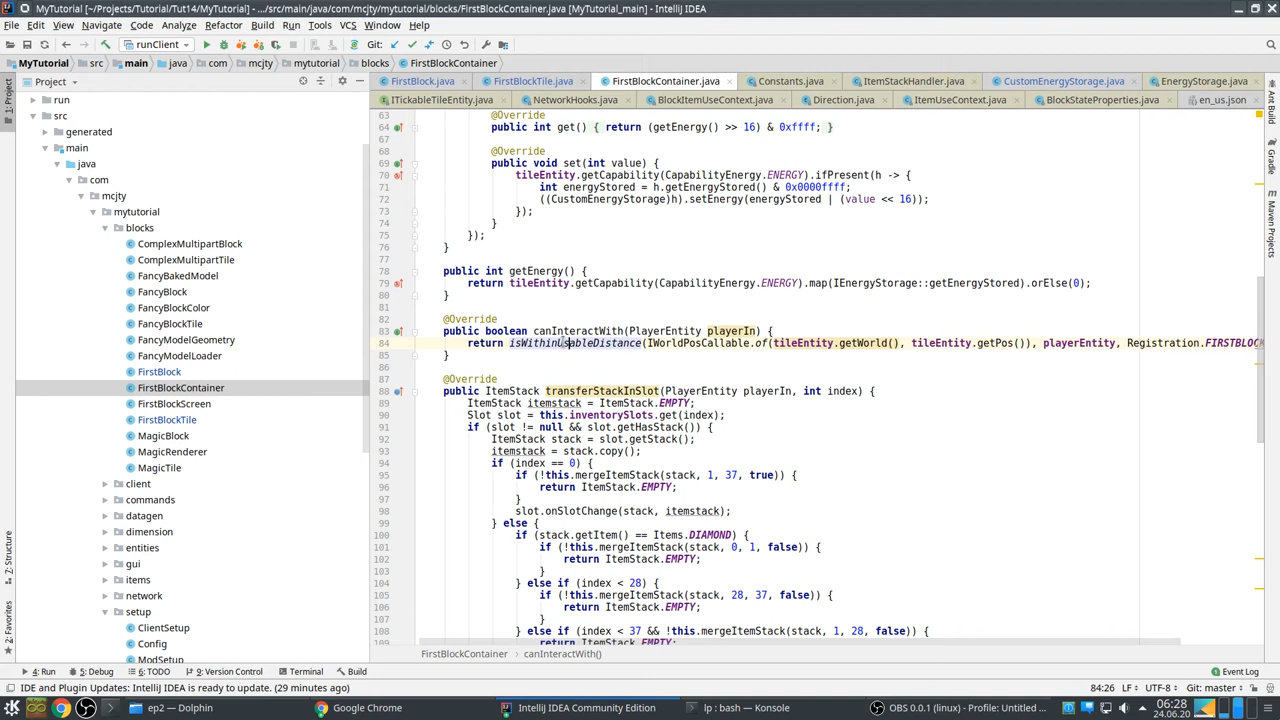 MyTutorial [~/Projects/Tutorial/Tut14/MyTutorial] - .../src/main/java/com/mcjty/mytutorial/blocks/FirstBlockContainer.java [MyTutorial_main] - IntelliJ IDEA
File Edit View Navigate Code Analyze Refactor Build Run Tools VCS Window Help
runClient Git:
MyTutorial src main java com mcjty mytutorial blocks FirstBlockContainer
Project
FirstBlock.java FirstBlockTile.java FirstBlockContainer.java Constants.java ItemStackHandler.java CustomEnergyStorage.java EnergyStorage.java
ITickableTileEntity.java NetworkHooks.java BlockItemUseContext.java Direction.java ItemUseContext.java BlockStateProperties.java en_us.json
1: Project
7: Structure
2: Favorites
Ant Build
Gradle
Maven Projects
run
src
generated
main
java
com
mcjty
mytutorial
blocks
ComplexMultipartBlock
ComplexMultipartTile
FancyBakedModel
FancyBlock
FancyBlockColor
FancyBlockTile
FancyModelGeometry
FancyModelLoader
FirstBlock
FirstBlockContainer
FirstBlockScreen
FirstBlockTile
MagicBlock
MagicRenderer
MagicTile
client
commands
datagen
dimension
entities
gui
items
network
setup
ClientSetup
Config
ModSetup
63 @Override
64 public int get() { return (getEnergy() >> 16) & 0xffff; }
67
68 @Override
69 public void set(int value) {
70 tileEntity.getCapability(CapabilityEnergy.ENERGY).ifPresent(h -> {
71 int energyStored = h.getEnergyStored() & 0x0000ffff;
72 ((CustomEnergyStorage)h).setEnergy(energyStored | (value << 16));
73 });
74 }
75 });
76 }
77
78 public int getEnergy() {
79 return tileEntity.getCapability(CapabilityEnergy.ENERGY).map(IEnergyStorage::getEnergyStored).orElse(0);
80 }
81
82 @Override
83 public boolean canInteractWith(PlayerEntity playerIn) {
84 return isWithinUsableDistance(IWorldPosCallable.of(tileEntity.getWorld(), tileEntity.getPos()), playerEntity, Registration.FIRSTBLOCK
85 }
86
87 @Override
88 public ItemStack transferStackInSlot(PlayerEntity playerIn, int index) {
89 ItemStack itemstack = ItemStack.EMPTY;
90 Slot slot = this.inventorySlots.get(index);
91 if (slot != null && slot.getHasStack()) {
92 ItemStack stack = slot.getStack();
93 itemstack = stack.copy();
94 if (index == 0) {
95 if (!this.mergeItemStack(stack, 1, 37, true)) {
96 return ItemStack.EMPTY;
97 }
98 slot.onSlotChange(stack, itemstack);
99 } else {
100 if (stack.getItem() == Items.DIAMOND) {
101 if (!this.mergeItemStack(stack, 0, 1, false)) {
102 return ItemStack.EMPTY;
103 }
104 } else if (index < 28) {
105 if (!this.mergeItemStack(stack, 28, 37, false)) {
106 return ItemStack.EMPTY;
107 }
108 } else if (index < 37 && !this.mergeItemStack(stack, 1, 28, false)) {
109 return ItemStack.EMPTY;
FirstBlockContainer canInteractWith()
4: Run 5: Debug 6: TODO 9: Version Control Terminal Build Event Log
IDE and Plugin Updates: IntelliJ IDEA is ready to update. (29 minutes ago) 84:26 LF UTF-8 Git: master
ep2 — Dolphin Google Chrome IntelliJ IDEA Community Edition lp : bash — Konsole OBS 0.0.1 (linux) - Profile: Untitled ... 06:28
24.06.20